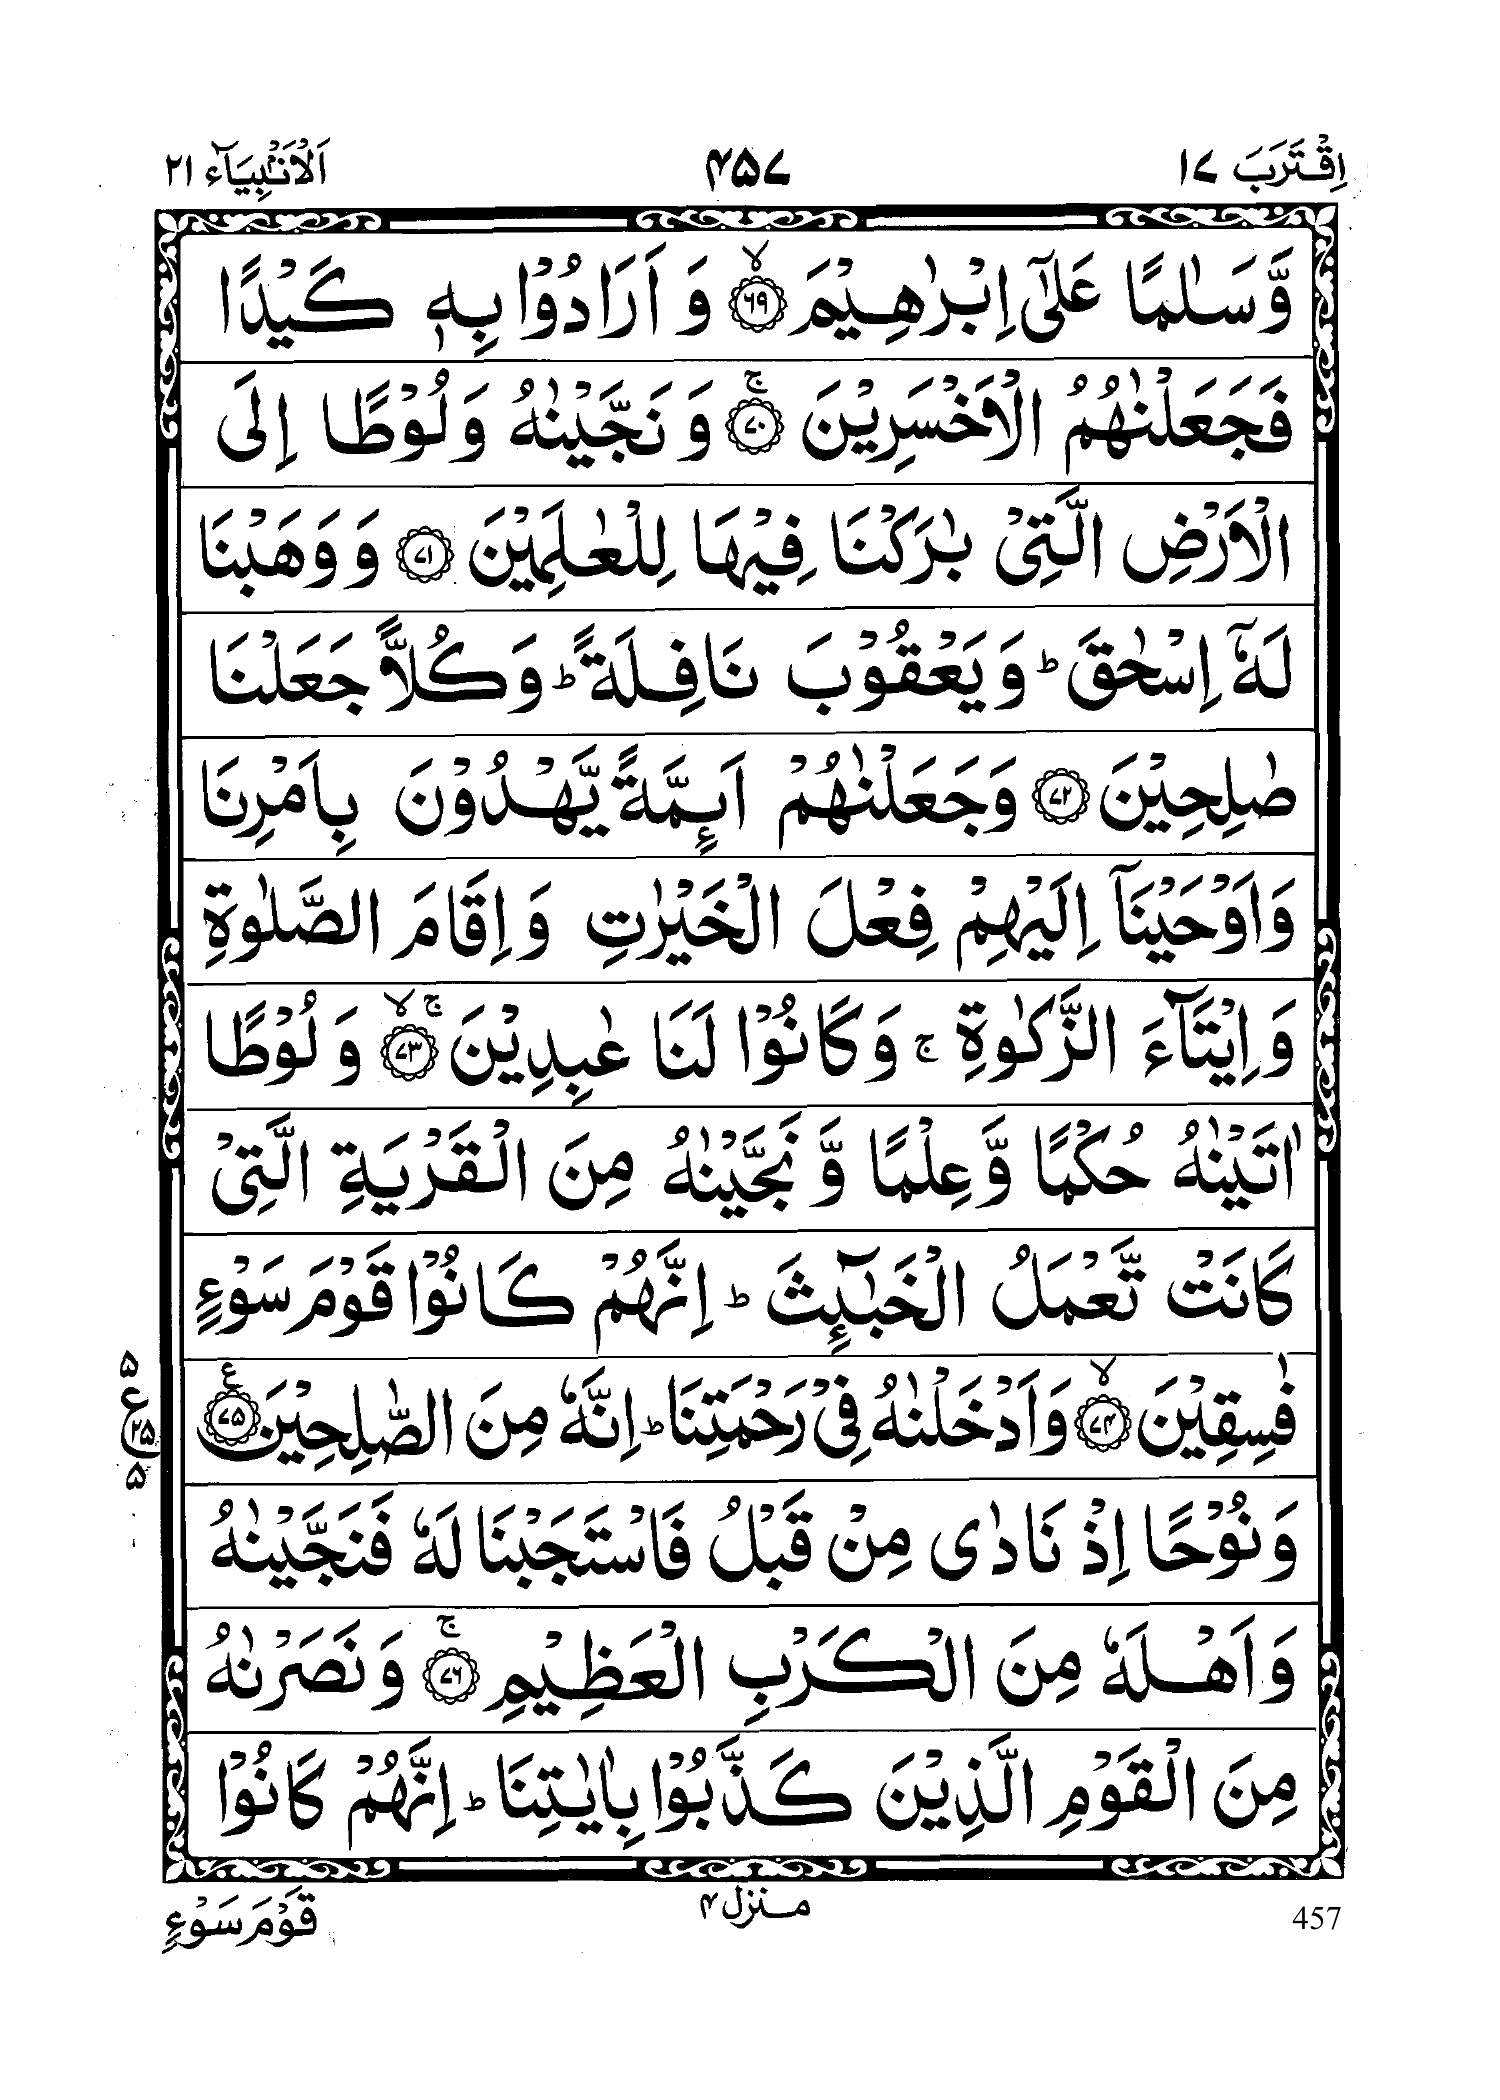 اِقْتَرَبَ ۱۷
۴۵۷
اَلْاَنْۢبِيَآء ۲۱
وَّسَلٰمًا عَلٰٓى اِبْرٰهِيْمَ ۙ﴿۶۹﴾ وَ اَرَادُوْا بِهٖ كَيْدًا
فَجَعَلْنٰهُمُ الْاَخْسَرِيْنَ ۚ﴿۷۰﴾ وَ نَجَّيْنٰهُ وَ لُوْطًا اِلَى
الْاَرْضِ الَّتِىْ بٰرَكْنَا فِيْهَا لِلْعٰلَمِيْنَ ﴿۷۱﴾ وَ وَهَبْنَا
لَهٗۤ اِسْحٰقَ ؕ وَ يَعْقُوْبَ نَافِلَةً ؕ وَ كُلًّا جَعَلْنَا
صٰلِحِيْنَ ﴿۷۲﴾ وَجَعَلْنٰهُمْ اَئِمَّةً يَّهْدُوْنَ بِاَمْرِنَا
وَاَوْحَيْنَاۤ اِلَيْهِمْ فِعْلَ الْخَيْرٰتِ وَ اِقَامَ الصَّلٰوةِ
وَ اِيْتَآءَ الزَّكٰوةِ ۚ وَ كَانُوْا لَنَا عٰبِدِيْنَ ۚۙ﴿۷۳﴾ وَ لُوْطًا
اٰتَيْنٰهُ حُكْمًا وَّ عِلْمًا وَّ نَجَّيْنٰهُ مِنَ الْقَرْيَةِ الَّتِىْ
كَانَتْ تَّعْمَلُ الْخَبٰٓئِثَ ؕ اِنَّهُمْ كَانُوْا قَوْمَ سَوْءٍ
فٰسِقِيْنَ ۙ﴿۷۴﴾ وَاَدْخَلْنٰهُ فِىْ رَحْمَتِنَا ؕ اِنَّهٗ مِنَ الصّٰلِحِيْنَ ﴿۷۵﴾ ع
۵
ع ۲۵
۵
وَ نُوْحًا اِذْ نَادٰى مِنْ قَبْلُ فَاسْتَجَبْنَا لَهٗ فَنَجَّيْنٰهُ
وَ اَهْلَهٗ مِنَ الْكَرْبِ الْعَظِيْمِ ۚ﴿۷۶﴾ وَ نَصَرْنٰهُ
مِنَ الْقَوْمِ الَّذِيْنَ كَذَّبُوْا بِاٰيٰتِنَا ؕ اِنَّهُمْ كَانُوْا
457
منزل ۴
قَوْمَ سَوْءٍ